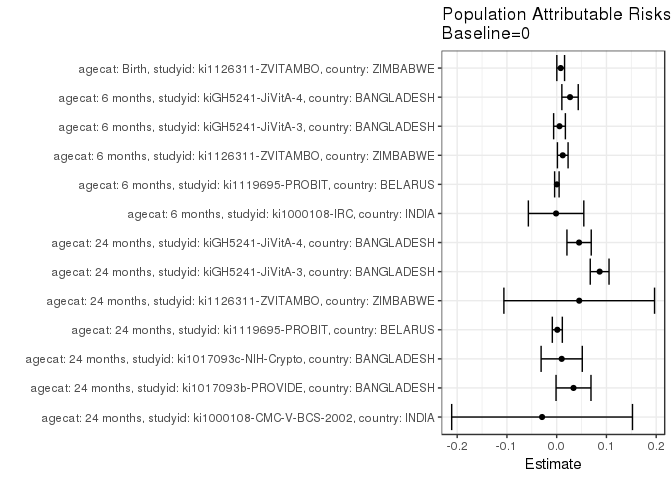 Population Attributable Risks
Baseline=0
agecat: Birth, studyid: ki1126311-ZVITAMBO, country: ZIMBABWE
agecat: 6 months, studyid: kiGH5241-JiVitA-4, country: BANGLADESH
agecat: 6 months, studyid: kiGH5241-JiVitA-3, country: BANGLADESH
agecat: 6 months, studyid: ki1126311-ZVITAMBO, country: ZIMBABWE
agecat: 6 months, studyid: ki1119695-PROBIT, country: BELARUS
agecat: 6 months, studyid: ki1000108-IRC, country: INDIA
agecat: 24 months, studyid: kiGH5241-JiVitA-4, country: BANGLADESH
agecat: 24 months, studyid: kiGH5241-JiVitA-3, country: BANGLADESH
agecat: 24 months, studyid: ki1126311-ZVITAMBO, country: ZIMBABWE
agecat: 24 months, studyid: ki1119695-PROBIT, country: BELARUS
agecat: 24 months, studyid: ki1017093c-NIH-Crypto, country: BANGLADESH
agecat: 24 months, studyid: ki1017093b-PROVIDE, country: BANGLADESH
agecat: 24 months, studyid: ki1000108-CMC-V-BCS-2002, country: INDIA
-0.2 -0.1 0.0 0.1 0.2
Estimate